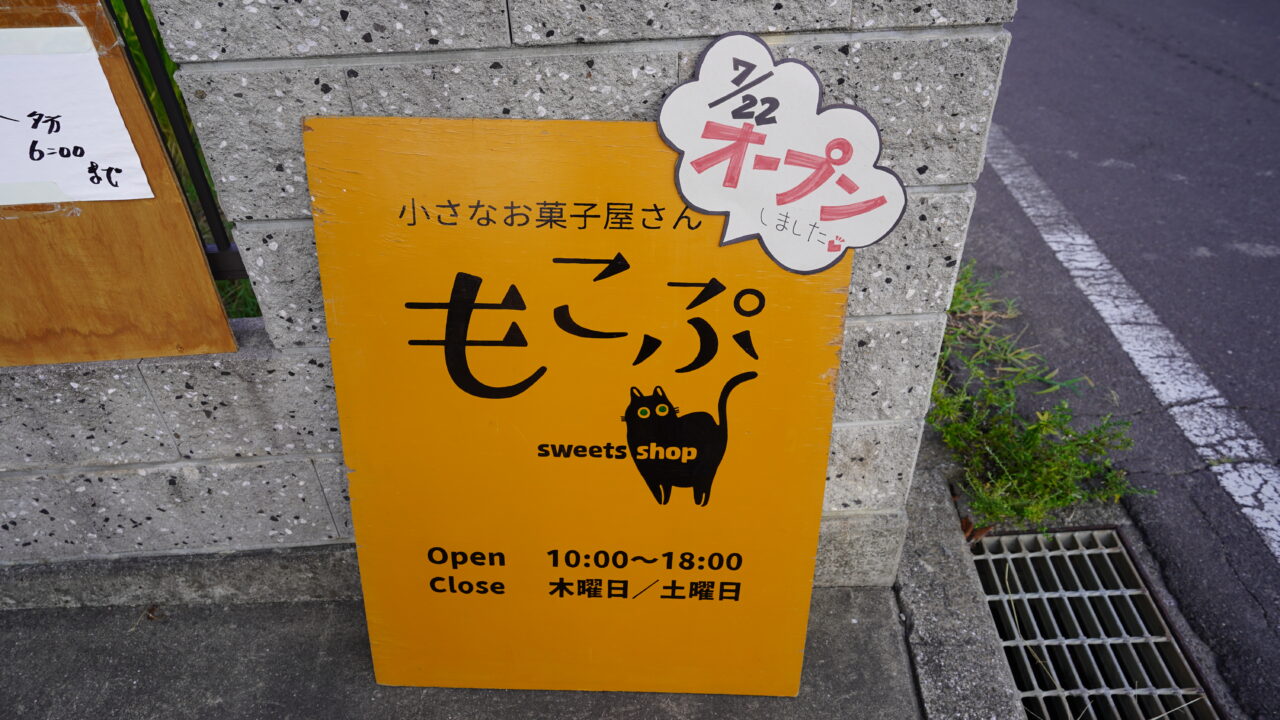 夕方
6:00
まで
7/22
オープン
しました
小さなお菓子屋さん
もこぷ
sweets shop
Open 10:00～18:00
Close 木曜日／土曜日